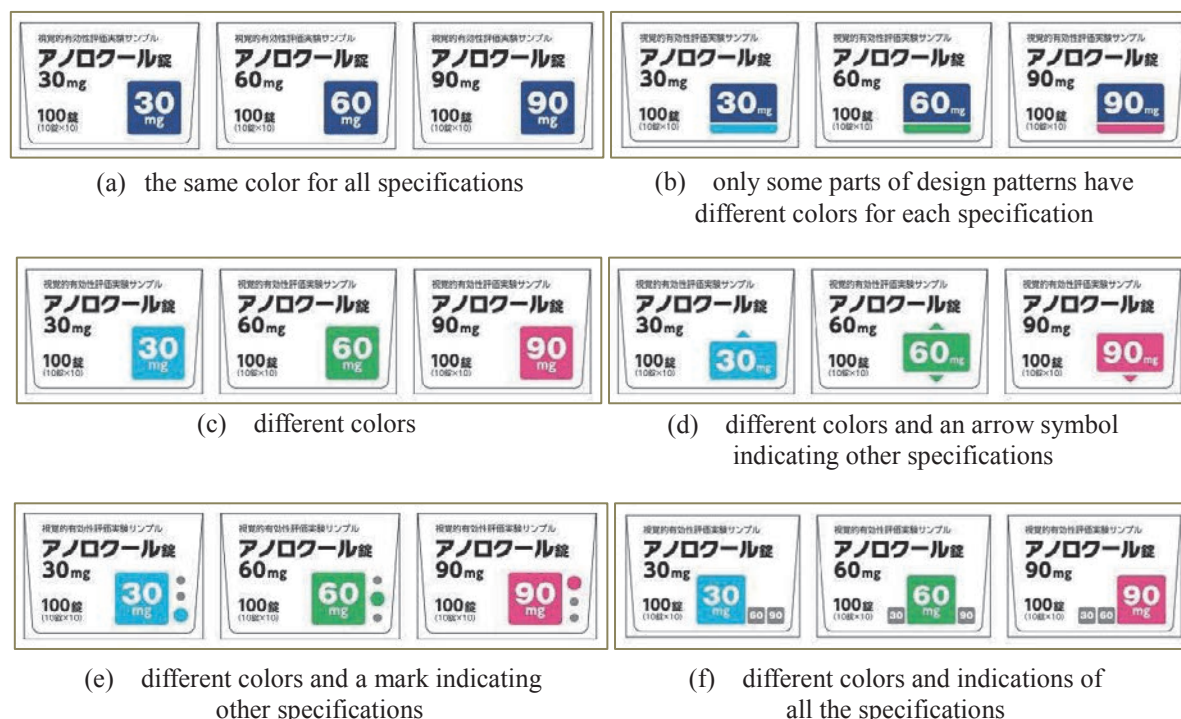 視覚的有効性評価実験サンプル
アノロクール錠
30mg
100錠
(10錠×10)
30
mg
視覚的有効性評価実験サンプル
アノロクール錠
60mg
100錠
(10錠×10)
60
mg
視覚的有効性評価実験サンプル
アノロクール錠
90mg
100錠
(10錠×10)
90
mg
(a) the same color for all specifications
視覚的有効性評価実験サンプル
アノロクール錠
30mg
100錠
(10錠×10)
30mg
視覚的有効性評価実験サンプル
アノロクール錠
60mg
100錠
(10錠×10)
60mg
視覚的有効性評価実験サンプル
アノロクール錠
90mg
100錠
(10錠×10)
90mg
(b) only some parts of design patterns have
different colors for each specification
視覚的有効性評価実験サンプル
アノロクール錠
30mg
100錠
(10錠×10)
30
mg
視覚的有効性評価実験サンプル
アノロクール錠
60mg
100錠
(10錠×10)
60
mg
視覚的有効性評価実験サンプル
アノロクール錠
90mg
100錠
(10錠×10)
90
mg
(c) different colors
視覚的有効性評価実験サンプル
アノロクール錠
30mg
100錠
(10錠×10)
30mg
視覚的有効性評価実験サンプル
アノロクール錠
60mg
100錠
(10錠×10)
60mg
視覚的有効性評価実験サンプル
アノロクール錠
90mg
100錠
(10錠×10)
90mg
(d) different colors and an arrow symbol
indicating other specifications
視覚的有効性評価実験サンプル
アノロクール錠
30mg
100錠
(10錠×10)
30
mg
視覚的有効性評価実験サンプル
アノロクール錠
60mg
100錠
(10錠×10)
60
mg
視覚的有効性評価実験サンプル
アノロクール錠
90mg
100錠
(10錠×10)
90
mg
(e) different colors and a mark indicating
other specifications
視覚的有効性評価実験サンプル
アノロクール錠
30mg
100錠
(10錠×10)
30
mg
60 90
視覚的有効性評価実験サンプル
アノロクール錠
60mg
100錠
(10錠×10)
30
60
mg
90
視覚的有効性評価実験サンプル
アノロクール錠
90mg
100錠
(10錠×10)
30 60
90
mg
(f) different colors and indications of
all the specifications